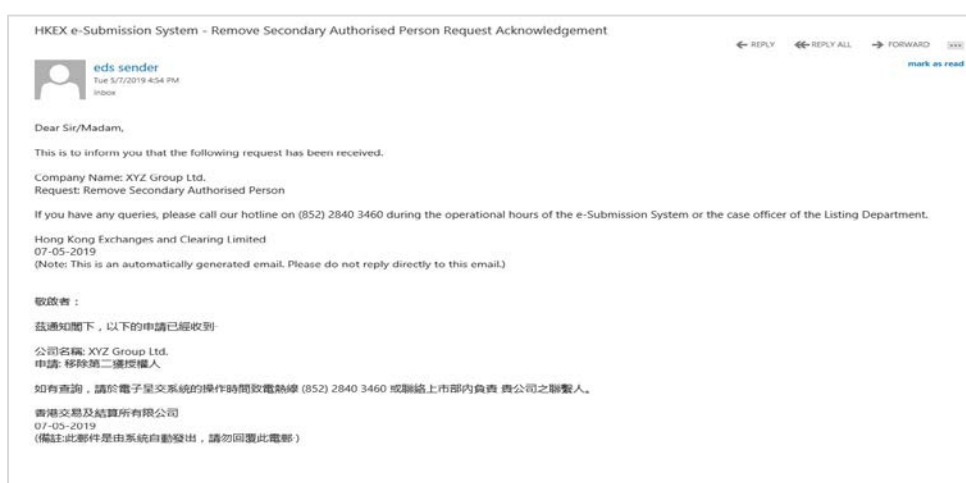 HKEX e-Submission System - Remove Secondary Authorised Person Request Acknowledgement
REPLY REPLY ALL FORWARD
eds sender
mark as read
Tue 5/7/2019 4:54 PM
Inbox
Dear Sir/Madam,
This is to inform you that the following request has been received.
Company Name: XYZ Group Ltd.
Request: Remove Secondary Authorised Person
If you have any queries, please call our hotline on (852) 2840 3460 during the operational hours of the e-Submission System or the case officer of the Listing Department.
Hong Kong Exchanges and Clearing Limited
07-05-2019
(Note: This is an automatically generated email. Please do not reply directly to this email.)
敬啟者：
茲通知閣下，以下的申請已經收到
公司名稱: XYZ Group Ltd.
申請: 移除第二獲授權人
如有查詢，請於電子呈交系統的操作時間致電熱線 (852) 2840 3460 或聯絡上市部內負責 貴公司之聯繫人。
香港交易及結算所有限公司
07-05-2019
(備註:此郵件是由系統自動發出，請勿回覆此電郵)